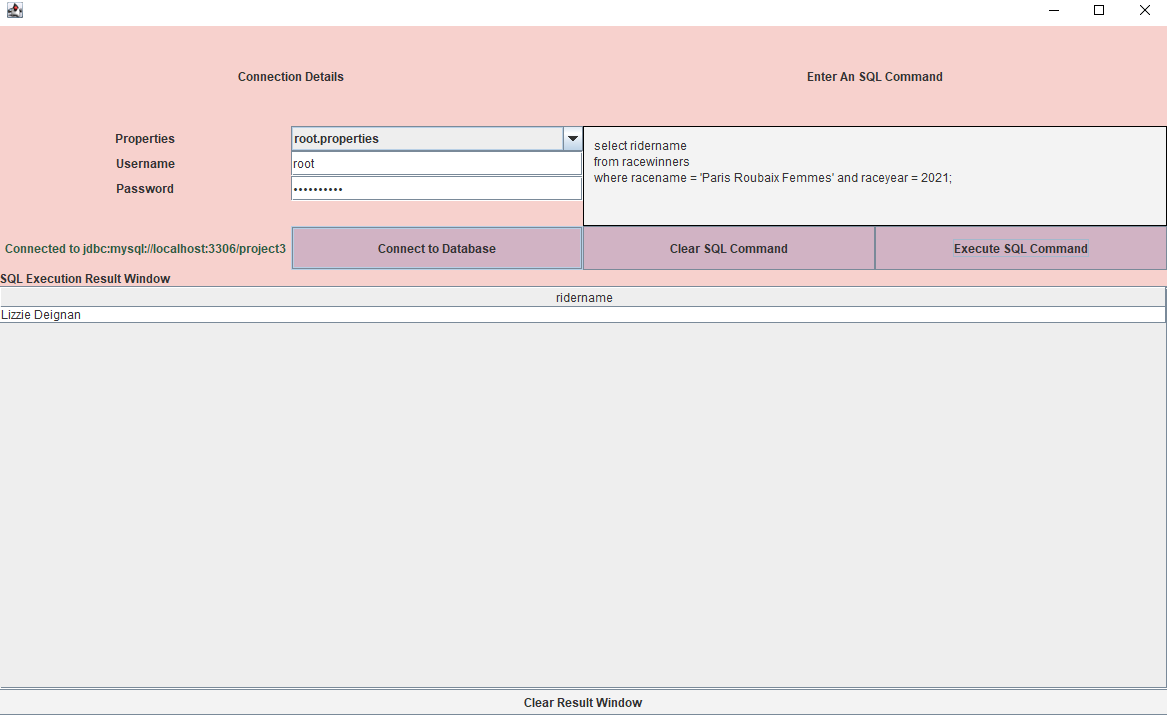 Connection Details
Enter An SQL Command
Properties
root.properties
Username
root
Password
••••••••••
select ridername
from racewinners
where racename = 'Paris Roubaix Femmes' and raceyear = 2021;
Connected to jdbc:mysql://localhost:3306/project3
Connect to Database
Clear SQL Command
Execute SQL Command
SQL Execution Result Window
ridername
Lizzie Deignan
Clear Result Window